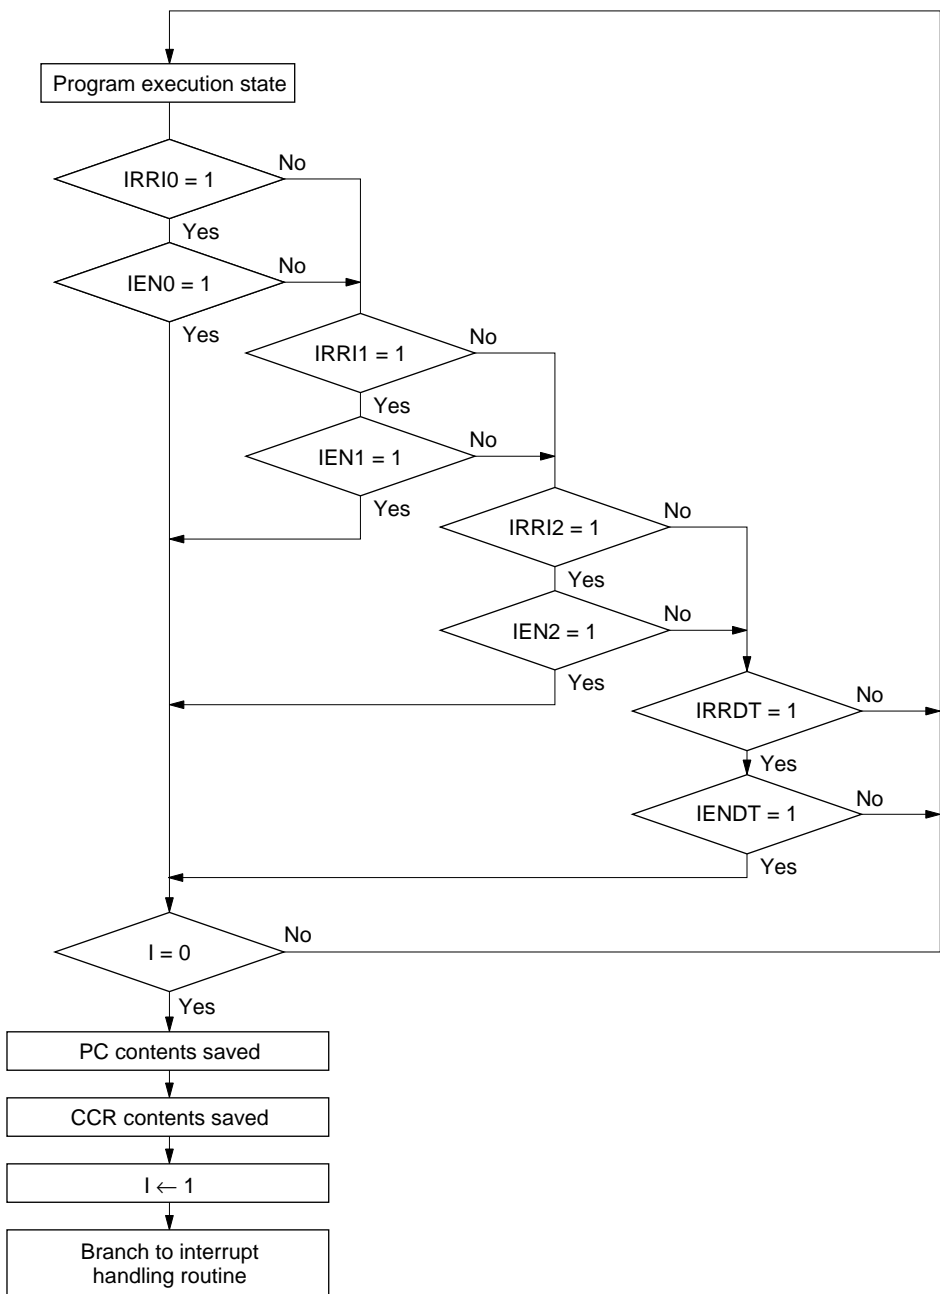 Program execution state
IRRI0 = 1
No
Yes
IEN0 = 1
No
Yes
IRRI1 = 1
No
Yes
IEN1 = 1
No
Yes
IRRI2 = 1
No
Yes
IEN2 = 1
No
Yes
IRRDT = 1
No
Yes
IENDT = 1
No
Yes
I = 0
No
Yes
PC contents saved
CCR contents saved
I ← 1
Branch to interrupt
handling routine